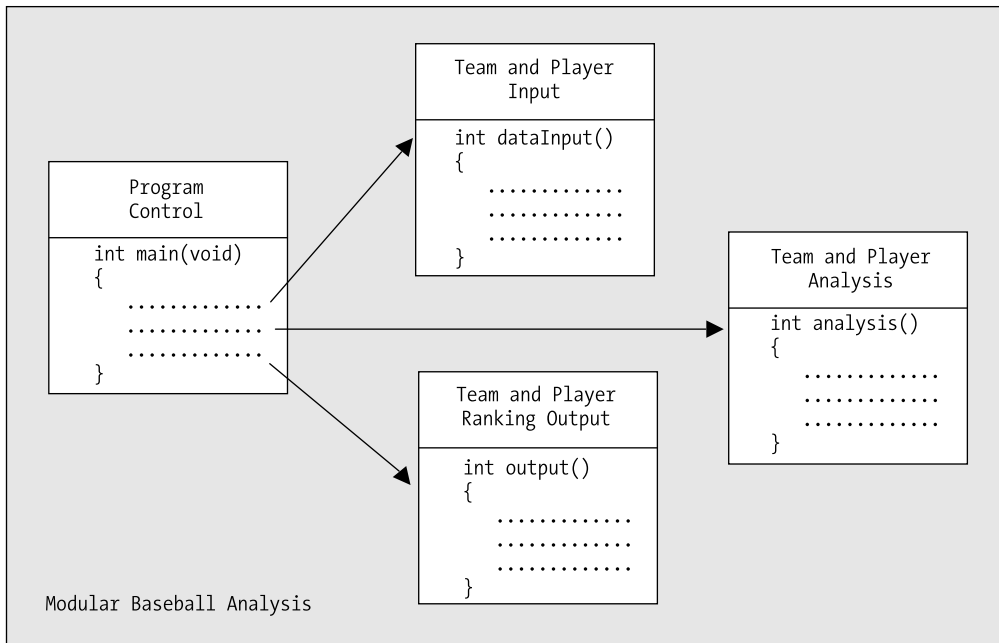 Program
Control
int main(void)
{
.............
.............
.............
}
Team and Player
Input
int dataInput()
{
.............
.............
.............
}
Team and Player
Analysis
int analysis()
{
.............
.............
.............
}
Team and Player
Ranking Output
int output()
{
.............
.............
.............
}
Modular Baseball Analysis